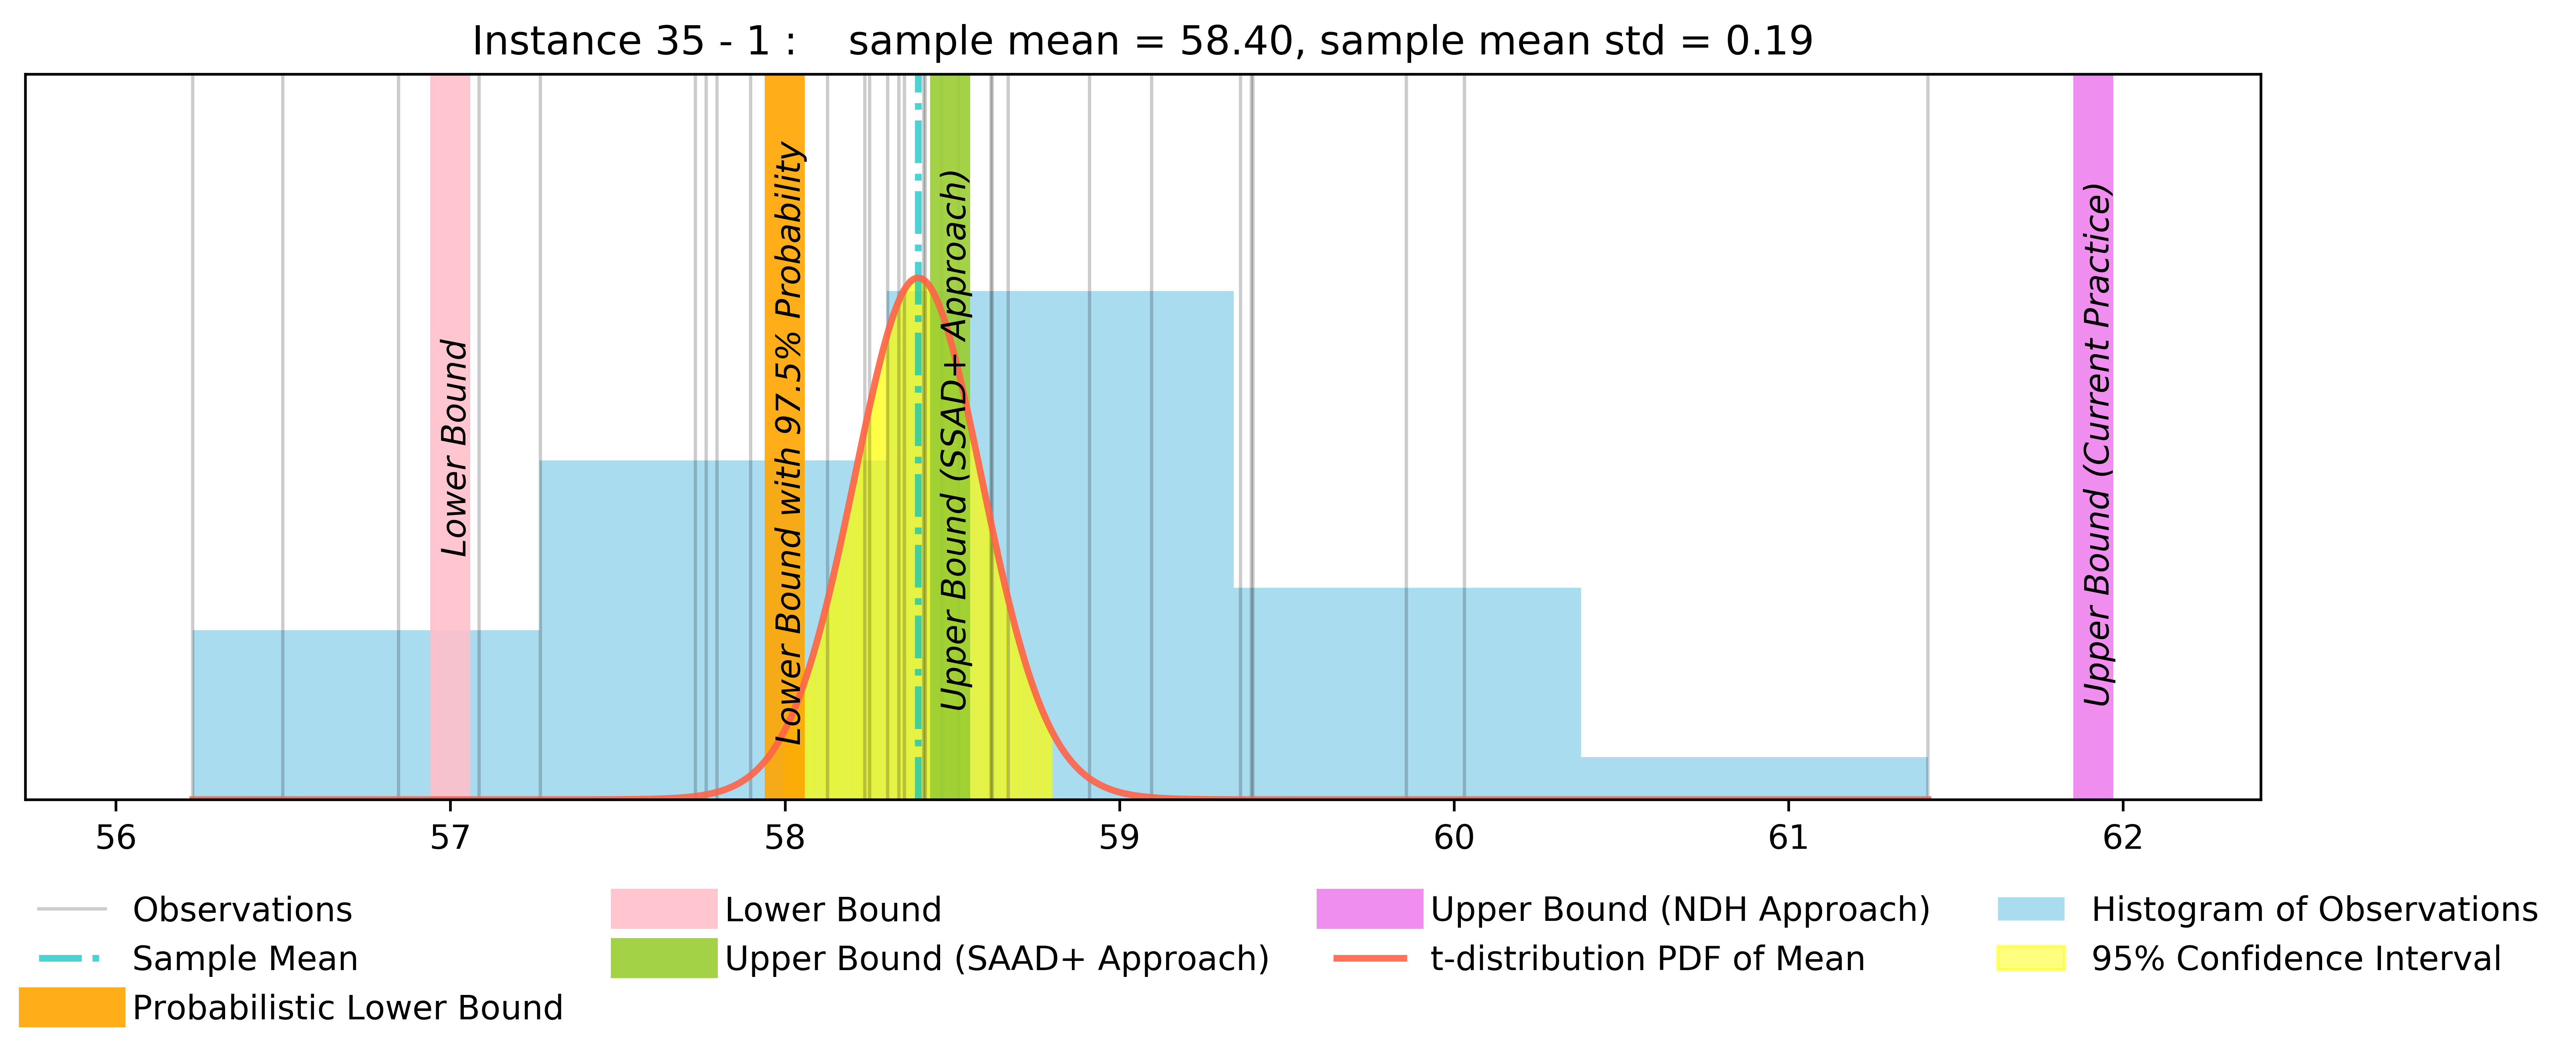 Instance 35 - 1 :    sample mean = 58.40, sample mean std = 0.19
Lower Bound
Lower Bound with 97.5% Probability
Upper Bound (SSAD+ Approach)
Upper Bound (Current Practice)
56 57 58 59 60 61 62
Observations
Sample Mean
Probabilistic Lower Bound
Lower Bound
Upper Bound (SAAD+ Approach)
Upper Bound (NDH Approach)
t-distribution PDF of Mean
Histogram of Observations
95% Confidence Interval